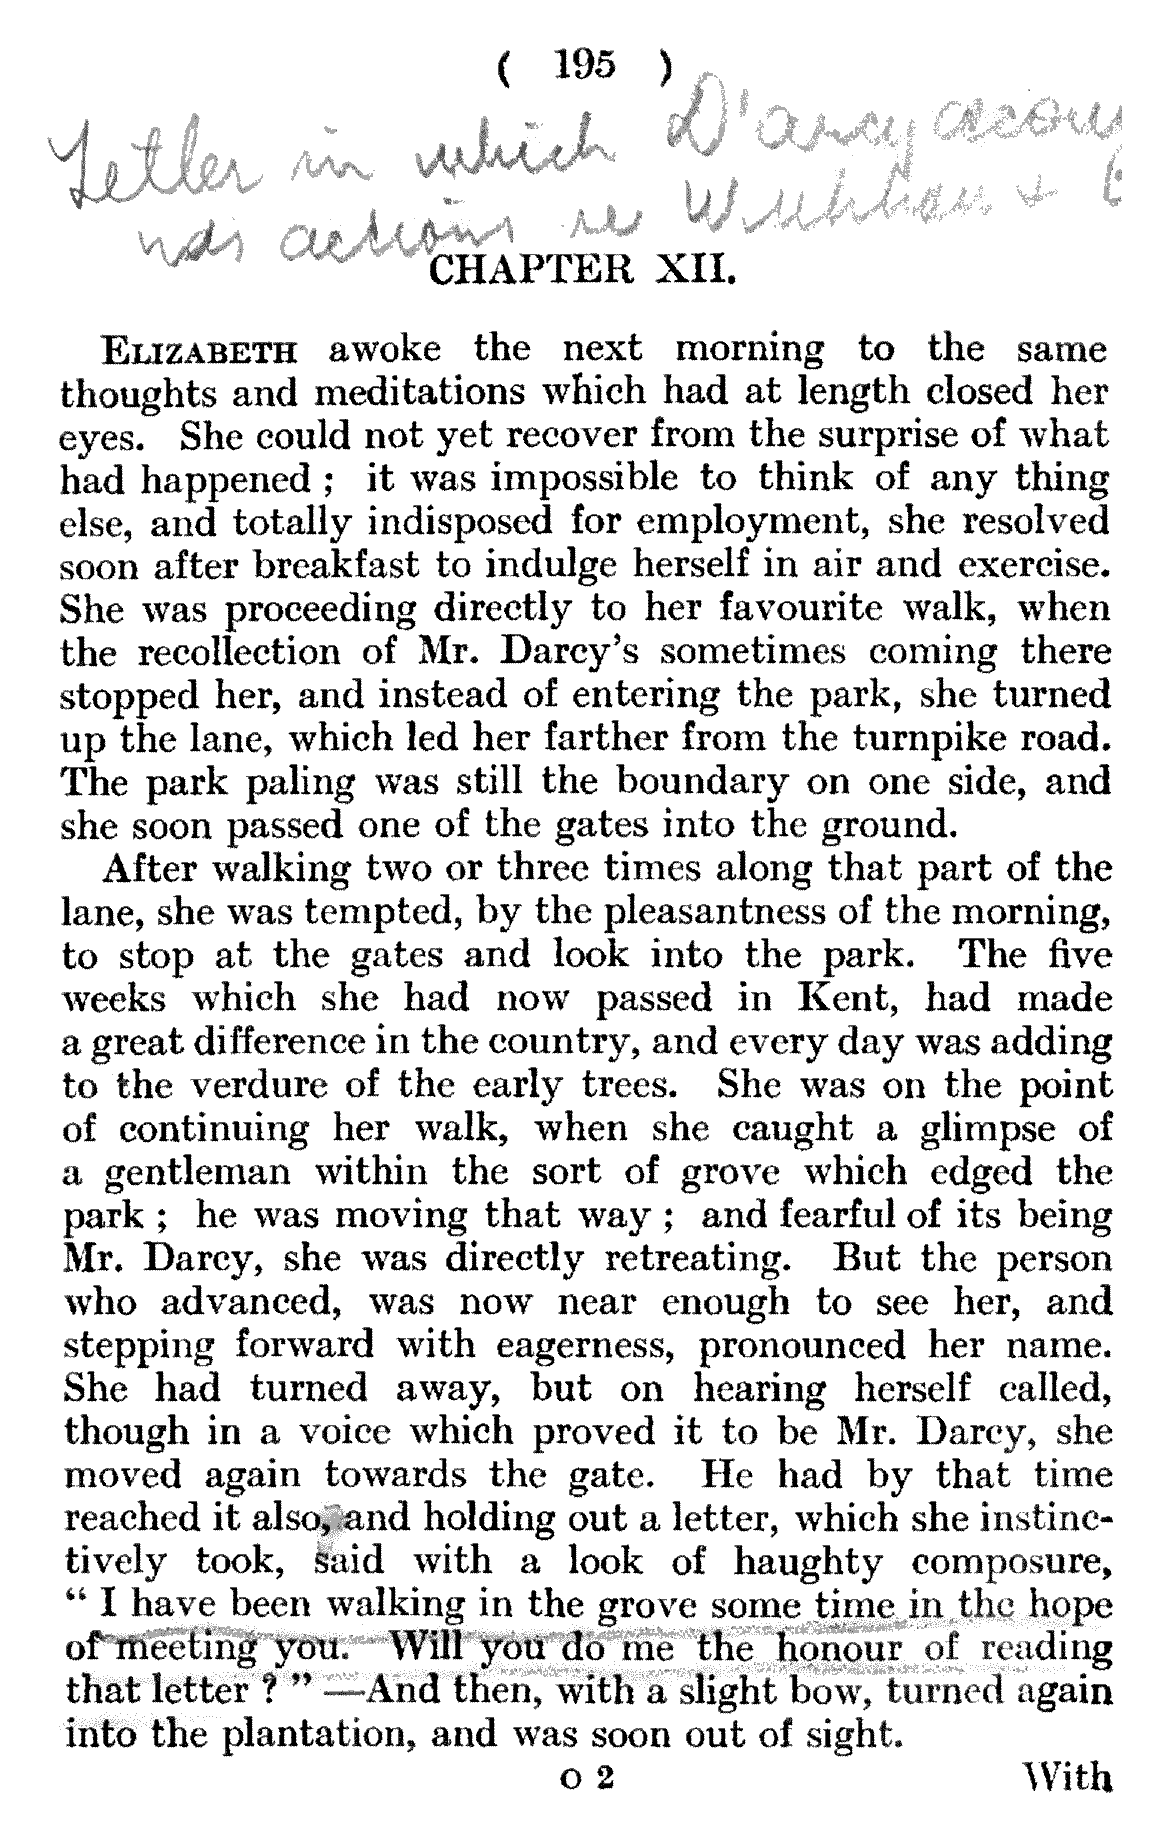 ( 195 )
Letter in which D'arcy
actions re
CHAPTER XII.
ELIZABETH awoke the next morning to the same
thoughts and meditations which had at length closed her
eyes. She could not yet recover from the surprise of what
had happened ; it was impossible to think of any thing
else, and totally indisposed for employment, she resolved
soon after breakfast to indulge herself in air and exercise.
She was proceeding directly to her favourite walk, when
the recollection of Mr. Darcy's sometimes coming there
stopped her, and instead of entering the park, she turned
up the lane, which led her farther from the turnpike road.
The park paling was still the boundary on one side, and
she soon passed one of the gates into the ground.
After walking two or three times along that part of the
lane, she was tempted, by the pleasantness of the morning,
to stop at the gates and look into the park. The five
weeks which she had now passed in Kent, had made
a great difference in the country, and every day was adding
to the verdure of the early trees. She was on the point
of continuing her walk, when she caught a glimpse of
a gentleman within the sort of grove which edged the
park ; he was moving that way ; and fearful of its being
Mr. Darcy, she was directly retreating. But the person
who advanced, was now near enough to see her, and
stepping forward with eagerness, pronounced her name.
She had turned away, but on hearing herself called,
though in a voice which proved it to be Mr. Darcy, she
moved again towards the gate. He had by that time
reached it also, and holding out a letter, which she instinc-
tively took, said with a look of haughty composure,
“ I have been walking in the grove some time in the hope
of meeting you. Will you do me the honour of reading
that letter ? ” —And then, with a slight bow, turned again
into the plantation, and was soon out of sight.
O 2 With